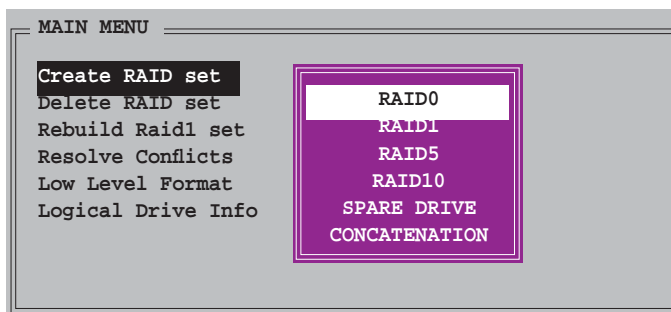 MAIN MENU
Create RAID set
Delete RAID set
Rebuild Raid1 set
Resolve Conflicts
Low Level Format
Logical Drive Info
RAID0
RAID1
RAID5
RAID10
SPARE DRIVE
CONCATENATION